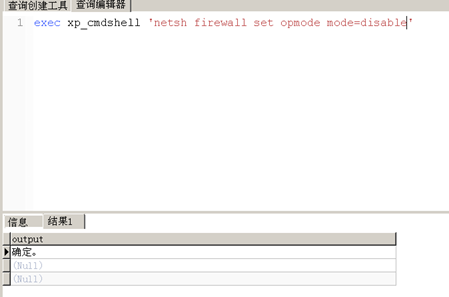 查询创建工具 查询编辑器
1 exec xp_cmdshell 'netsh firewall set opmode mode=disable'
信息 结果1
output
确定。
(Null)
(Null)